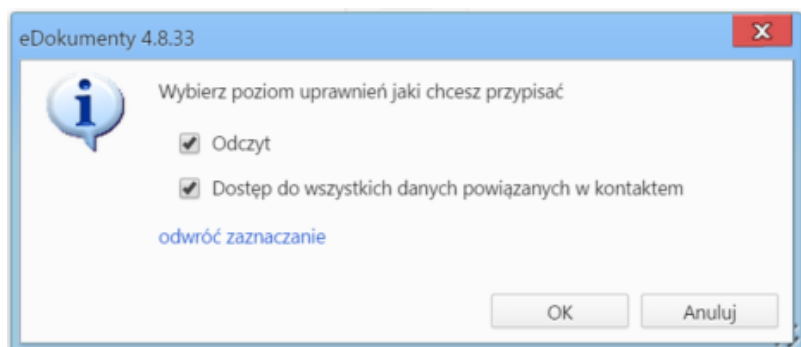 eDokumenty 4.8.33
Wybierz poziom uprawnień jaki chcesz przypisać
Odczyt
Dostęp do wszystkich danych powiązanych w kontaktem
odwróć zaznaczanie
OK
Anuluj